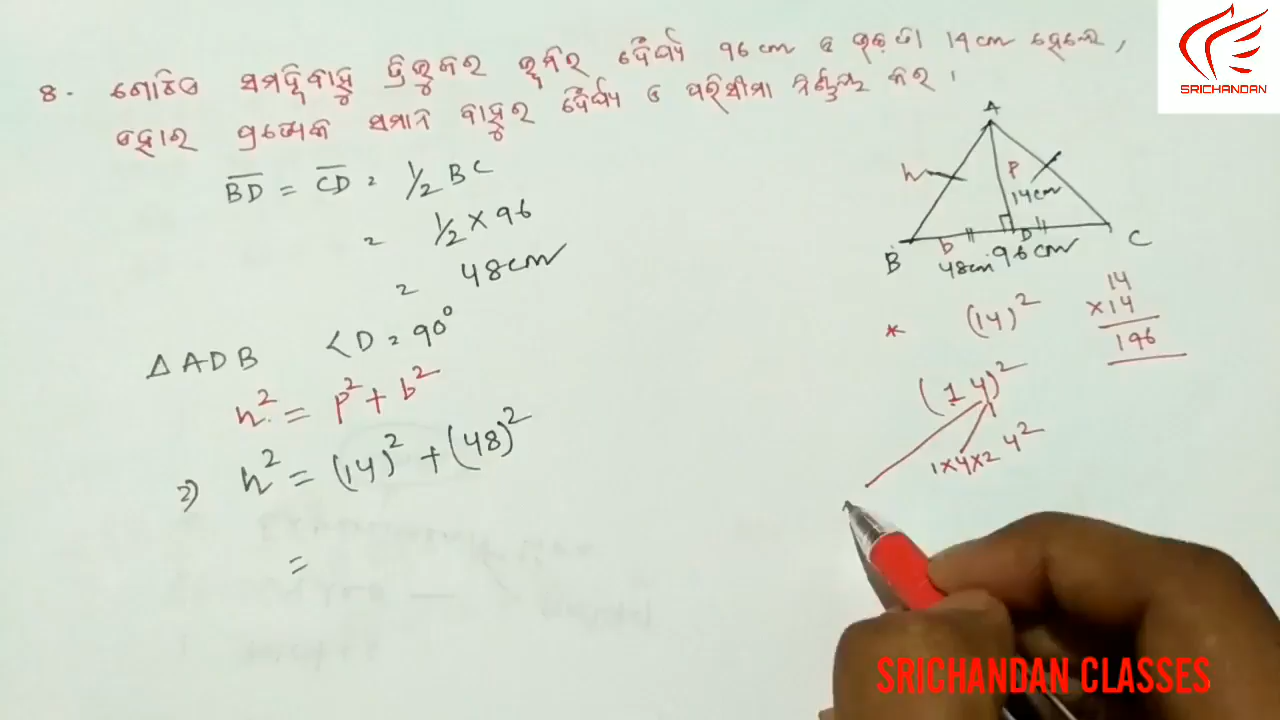 ୪. ଗୋଟିଏ ସମଦ୍ବିବାହୁ ତ୍ରିଭୁଜର ଭୂମିର ଦୈର୍ଘ୍ୟ 96 cm ଓ ଉଚ୍ଚତା 14 cm ହେଲେ,
ତାହାର ପ୍ରତ୍ୟେକ ସମାନ ବାହୁର ଦୈର୍ଘ୍ୟ ଓ ପରିସୀମା ନିର୍ଣ୍ଣୟ କର ।
SRICHANDAN
BD = CD = 1/2 BC
= 1/2 × 96
= 48cm
A
h
P
14cm
B
b
D
C
48cm
96cm
△ADB <D = 90°
h² = p² + b²
⇒ h² = (14)² + (48)²
=
* (14)²
14
×14
196
(14)²
1×4×2 4²
SRICHANDAN CLASSES